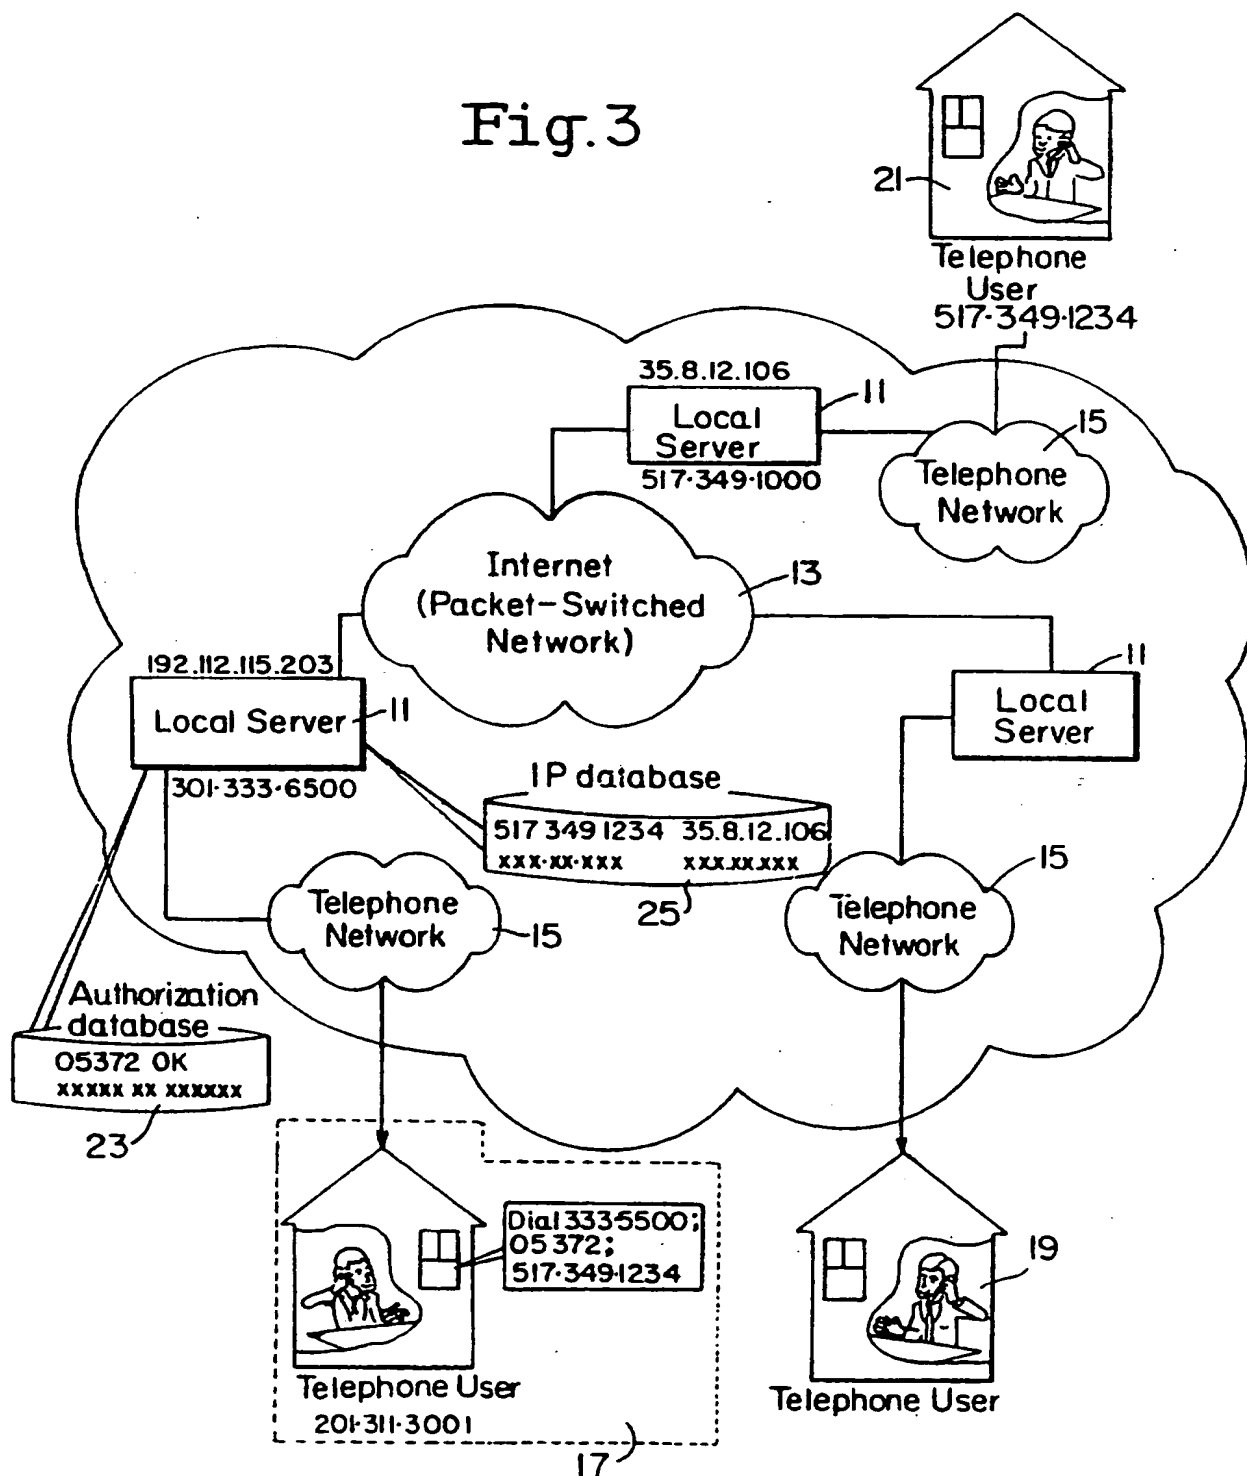 Fig. 3
21
Telephone
User
517-349-1234
35.8.12.106
11
Local
Server
517-349-1000
15
Telephone
Network
Internet
(Packet-Switched
Network)
13
192.112.115.203
Local Server
11
301-333-6500
11
Local
Server
IP database
517 349 1234 35.8.12.106
xxx-xx-xxx xxx.xx.xxx
25
Telephone
Network
15
15
Telephone
Network
Authorization
database
05372 OK
xxxxx xx xxxxxx
23
Dial 333-5500;
05372;
517-349-1234
Telephone User
201-311-3001
17
19
Telephone User